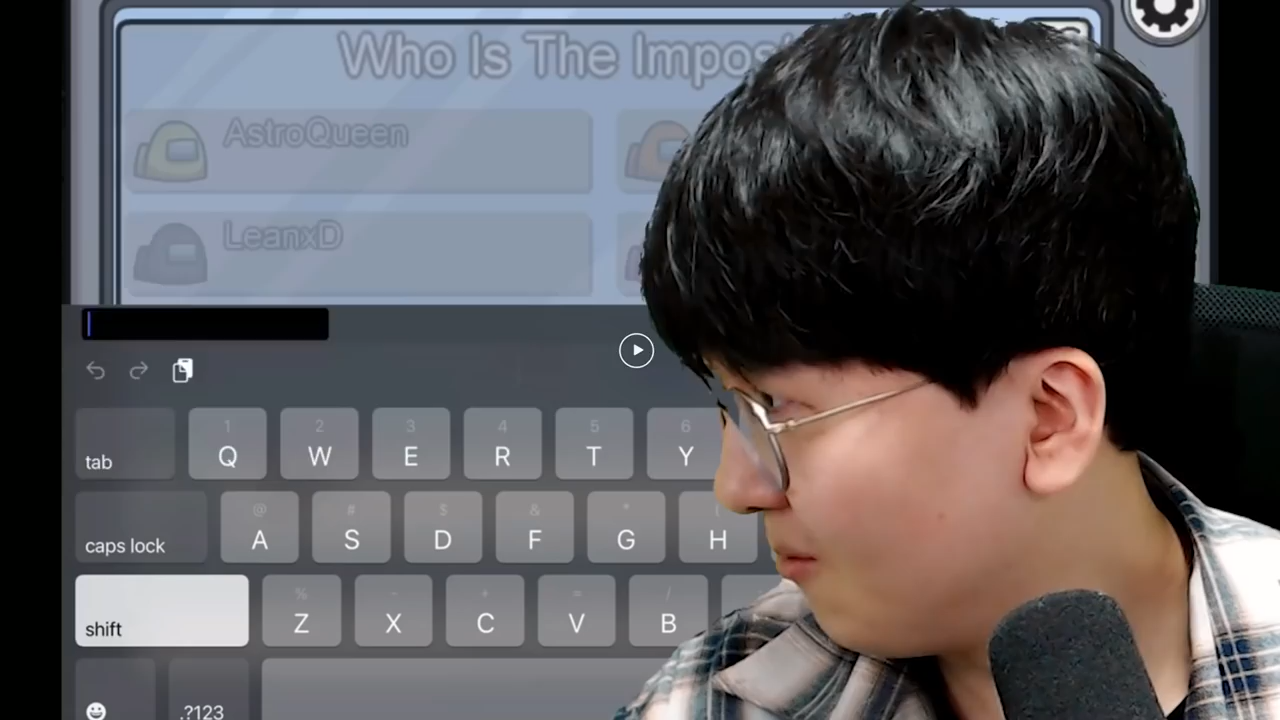 Who Is The Impos
AstroQueen
LeanxD
1 2 3 4 5 6
tab Q W E R T Y
@ # $ & * (
caps lock A S D F G H
% - + = /
shift Z X C V B
.?123